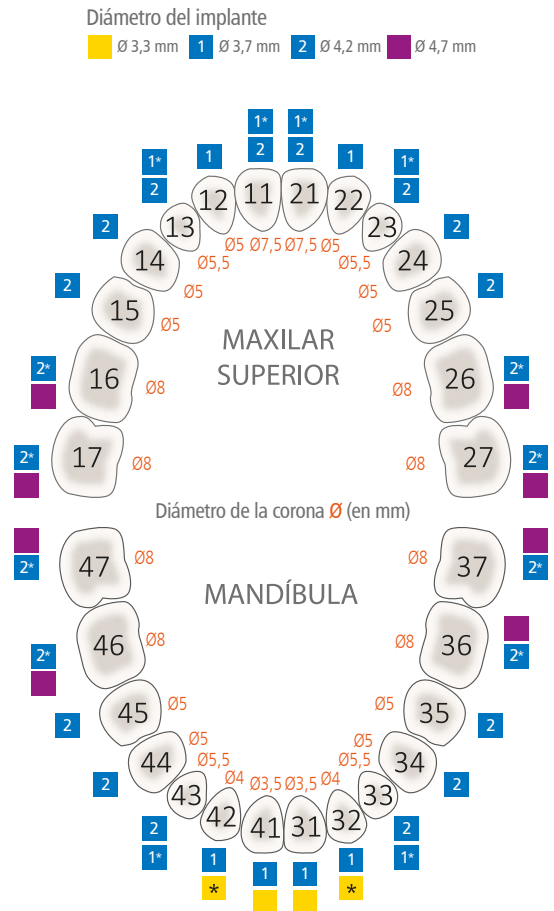 Diámetro del implante
Ø 3,3 mm 1 Ø 3,7 mm 2 Ø 4,2 mm Ø 4,7 mm
1* 1*
1* 1 2 2 1 1*
2 12 11 21 22 2
2 13 23 2
14 Ø5 Ø7,5 Ø7,5 Ø5 24
Ø5,5 Ø5,5
2 Ø5 Ø5 2
15 Ø5 Ø5 25
MAXILAR
2* 16 SUPERIOR 26 2*
Ø8 Ø8
2* 17 Ø8 Ø8 27 2*
Diámetro de la corona Ø (en mm)
2* 47 Ø8 Ø8 37 2*
MANDÍBULA
46 Ø8 Ø8 36
2* 2*
45 Ø5 Ø5 35
2 2
44 Ø5 Ø5 34
Ø5,5 Ø5,5
2 43 Ø4 Ø3,5 Ø3,5 Ø4 33 2
42 41 31 32
2 2
1* 1 1 1 1 1*
* *